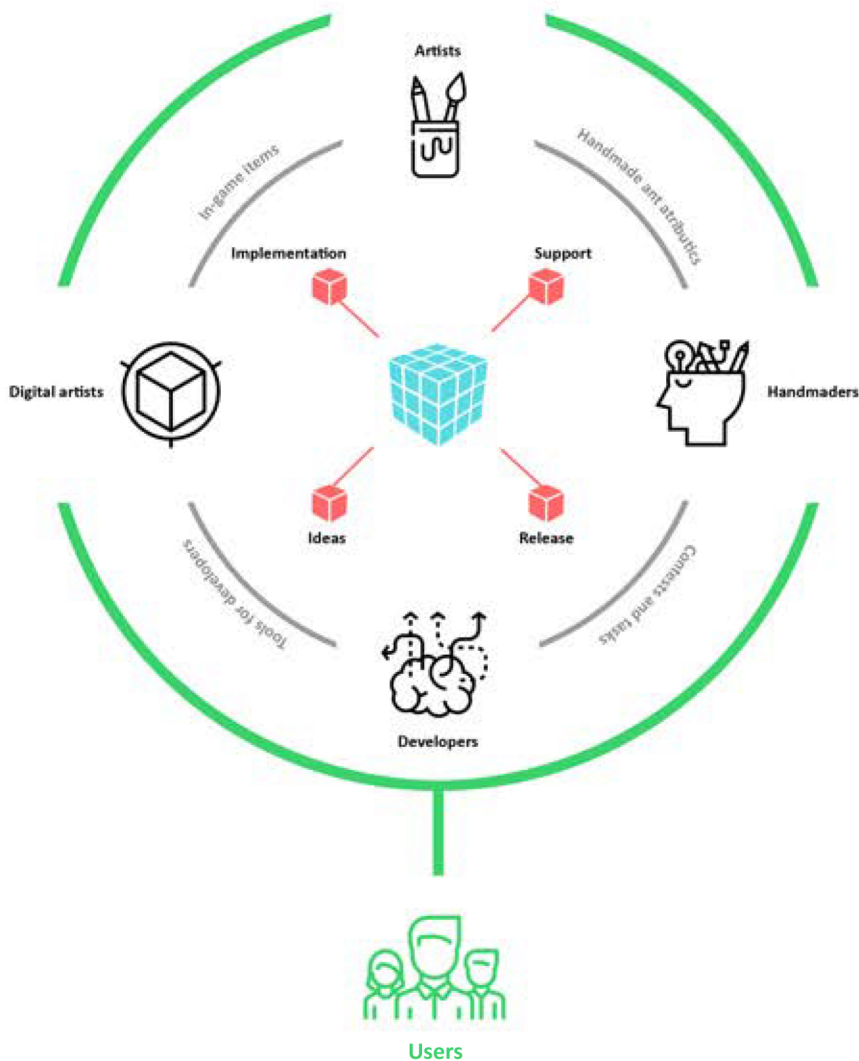 Artists
In-game items
Handmade ant atributics
Implementation
Support
Digital artists
Handmaders
Ideas
Release
Tools for developers
Contests and tasks
Developers
Users